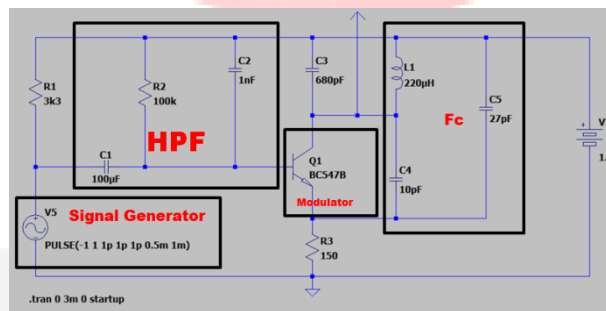 R1
3k3
R2
100k
C2
1nF
C3
680pF
L1
220µH
C5
27pF
Fc
V
HPF
C1
100µF
Q1
BC547B
Modulator
C4
10pF
Signal Generator
V5
PULSE(-1 1 1p 1p 1p 0.5m 1m)
R3
150
.tran 0 3m 0 startup